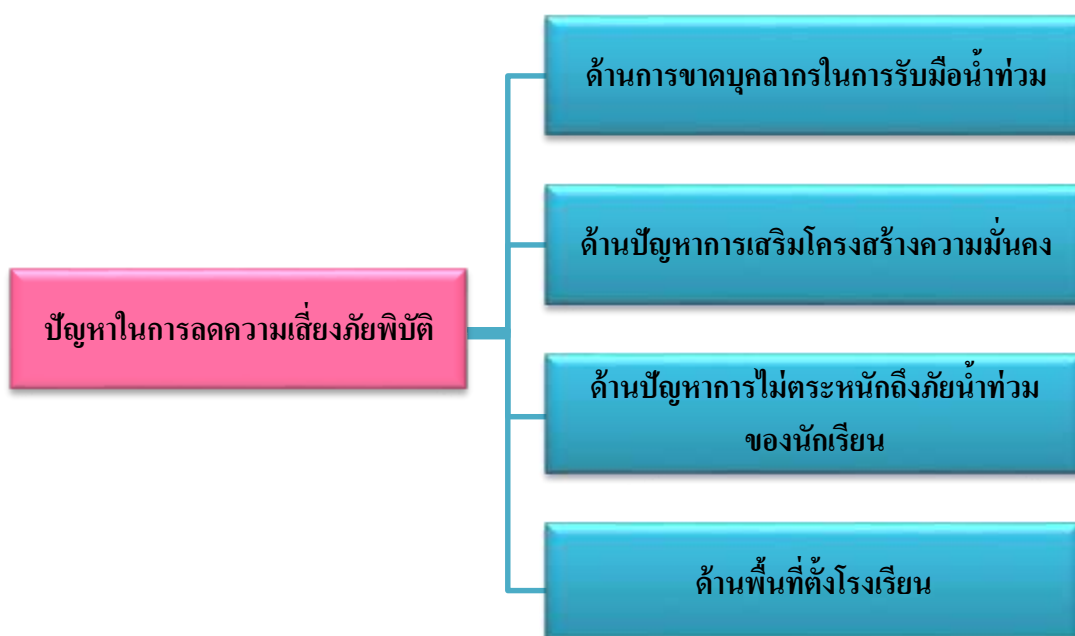 ด้านการขาดบุคลากรในการรับมือน้ำท่วม
ด้านปัญหาการเสริมโครงสร้างความมั่นคง
ปัญหาในการลดความเสี่ยงภัยพิบัติ
ด้านปัญหาการไม่ตระหนักถึงภัยน้ำท่วม
ของนักเรียน
ด้านพื้นที่ตั้งโรงเรียน